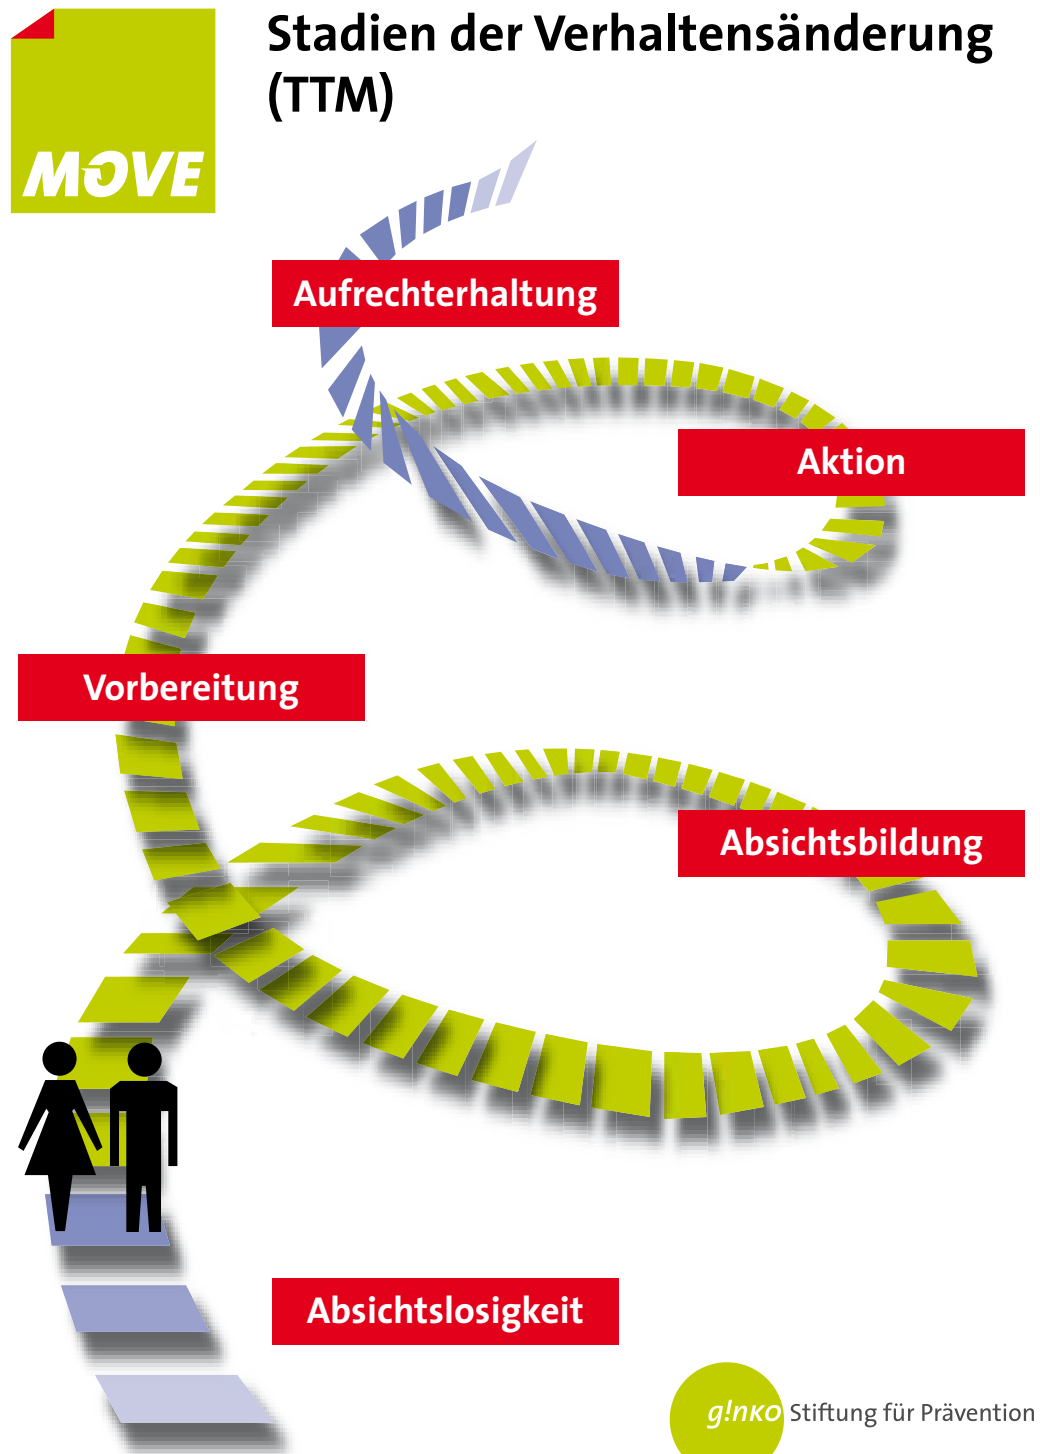 MOVE
Stadien der Verhaltensänderung
(TTM)
Aufrechterhaltung
Aktion
Vorbereitung
Absichtsbildung
Absichtslosigkeit
g!nko Stiftung für Prävention